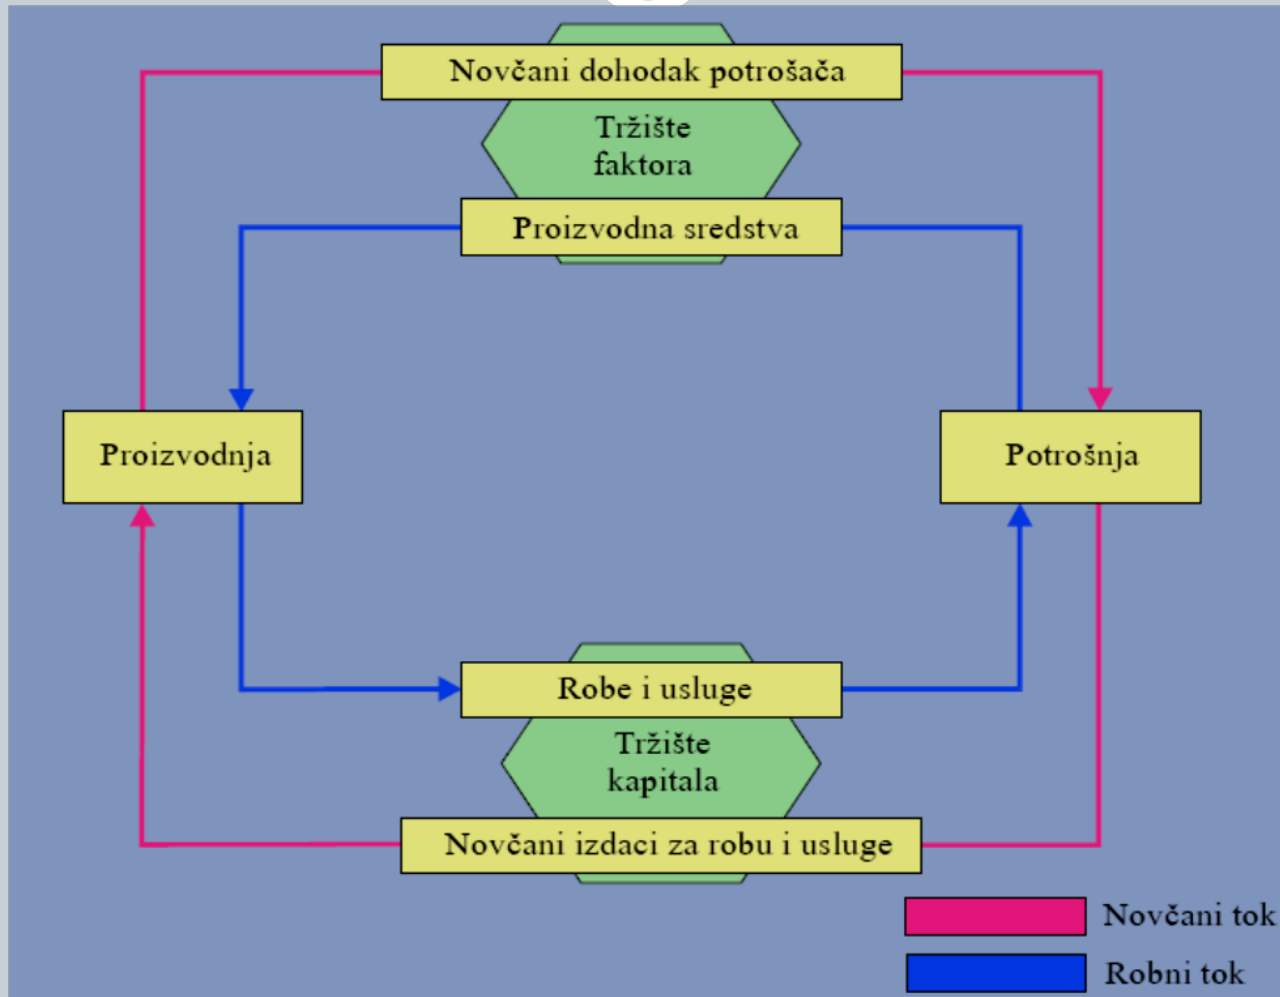 Novčani dohodak potrošača
Tržište
faktora
Proizvodna sredstva
Proizvodnja
Potrošnja
Robe i usluge
Tržište
kapitala
Novčani izdaci za robu i usluge
Novčani tok
Robni tok